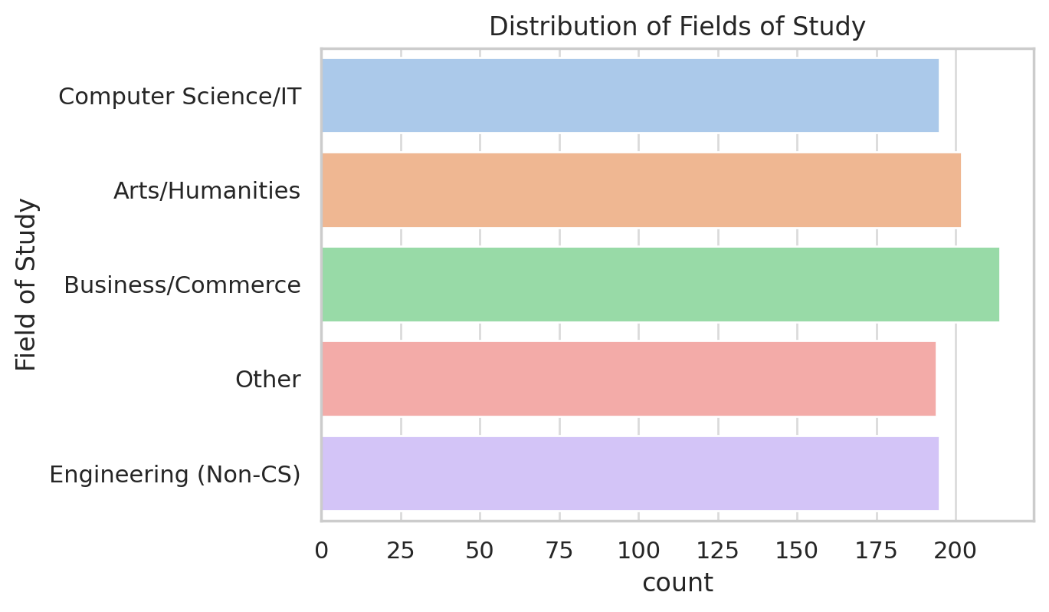 Distribution of Fields of Study
Field of Study
Computer Science/IT
Arts/Humanities
Business/Commerce
Other
Engineering (Non-CS)
0 25 50 75 100 125 150 175 200
count